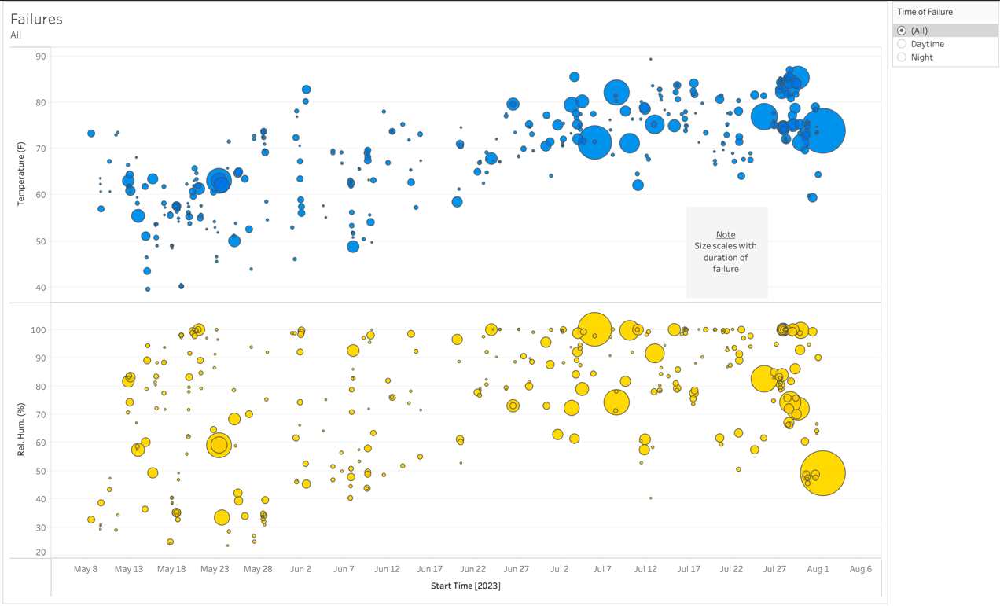 Failures
All
Time of Failure
(All)
Daytime
Night
Temperature (F)
90
80
70
60
50
40
Note
Size scales with
duration of
failure
Rel. Hum. (%)
100
90
80
70
60
50
40
30
20
May 8 May 13 May 18 May 23 May 28 Jun 2 Jun 7 Jun 12 Jun 17 Jun 22 Jun 27 Jul 2 Jul 7 Jul 12 Jul 17 Jul 22 Jul 27 Aug 1 Aug 6
Start Time [2023]